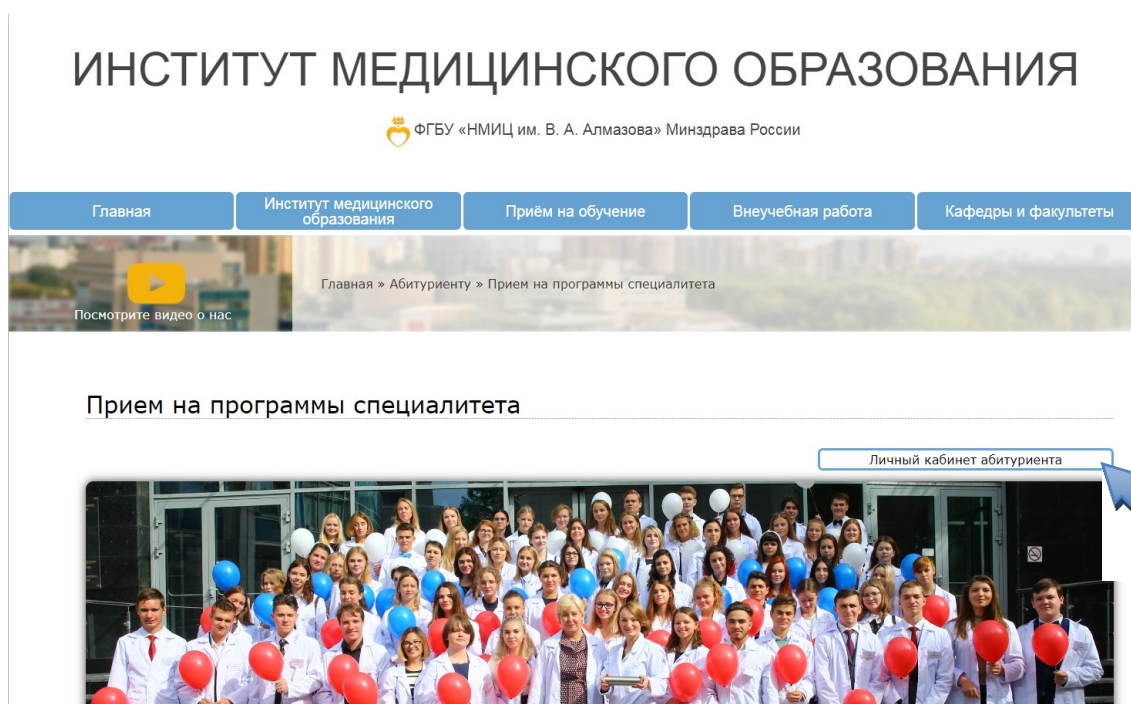 ИНСТИТУТ МЕДИЦИНСКОГО ОБРАЗОВАНИЯ
ФГБУ «НМИЦ им. В. А. Алмазова» Минздрава России
Главная
Институт медицинского
образования
Приём на обучение
Внеучебная работа
Кафедры и факультеты
Посмотрите видео о нас
Главная » Абитуриенту » Прием на программы специалитета
Прием на программы специалитета
Личный кабинет абитуриента